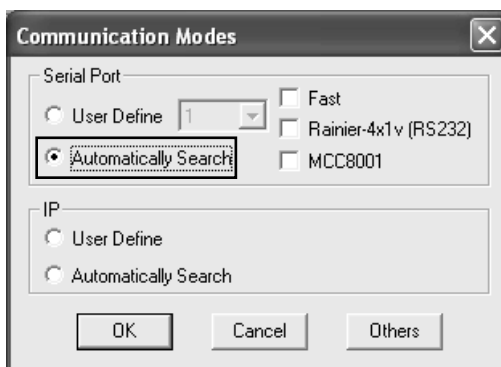 Communication Modes
Serial Port
User Define 1
Automatically Search
Fast
Rainier-4x1v (RS232)
MCC8001
IP
User Define
Automatically Search
OK Cancel Others